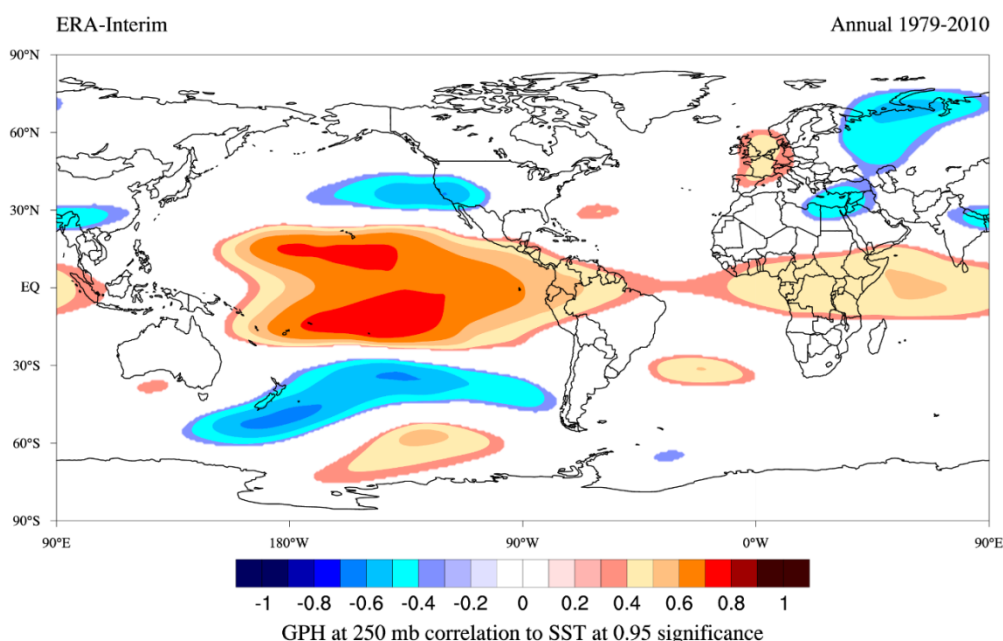 ERA-Interim Annual 1979-2010
90°N
60°N
30°N
EQ
30°S
60°S
90°S
90°E 180°W 90°W 0°W 90°E
-1 -0.8 -0.6 -0.4 -0.2 0 0.2 0.4 0.6 0.8 1
GPH at 250 mb correlation to SST at 0.95 significance